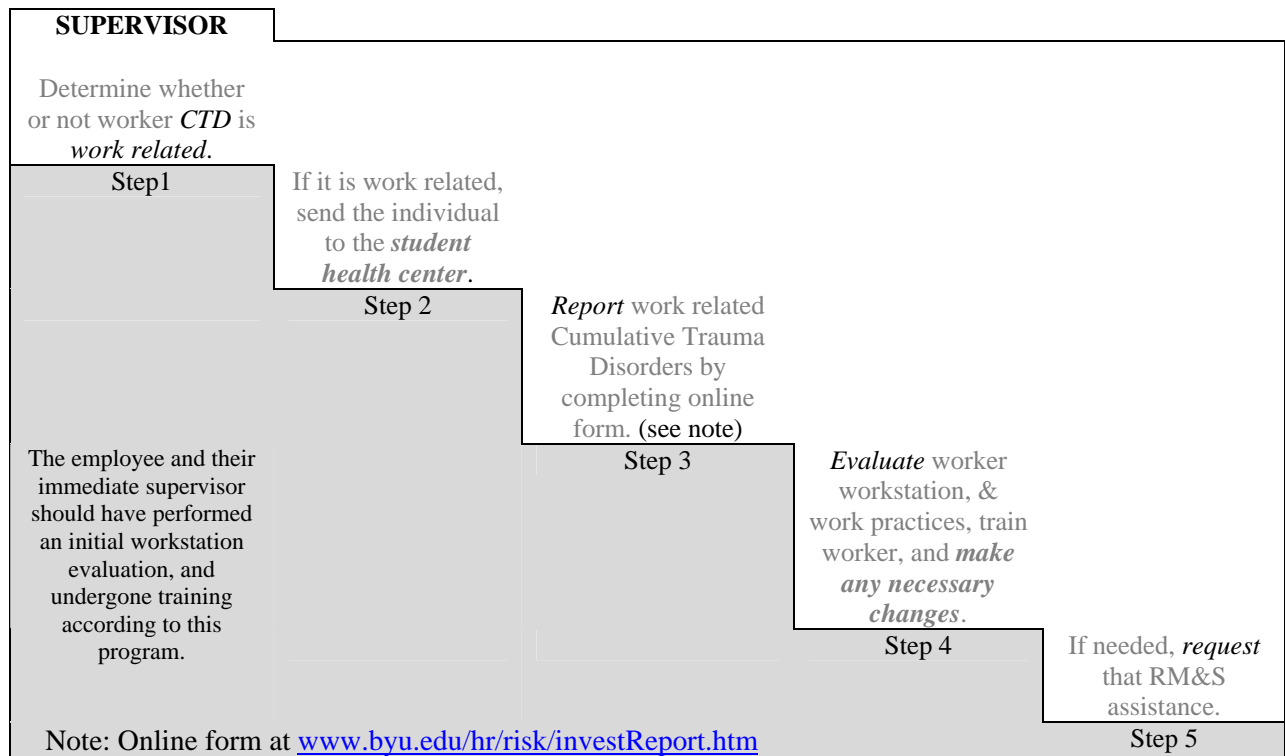 SUPERVISOR
Determine whether
or not worker CTD is
work related.
Step1
If it is work related,
send the individual
to the student
health center.
Step 2
Report work related
Cumulative Trauma
Disorders by
completing online
form. (see note)
Step 3
Evaluate worker
workstation, &
work practices, train
worker, and make
any necessary
changes.
Step 4
If needed, request
that RM&S
assistance.
Step 5
The employee and their
immediate supervisor
should have performed
an initial workstation
evaluation, and
undergone training
according to this
program.
Note: Online form at www.byu.edu/hr/risk/investReport.htm